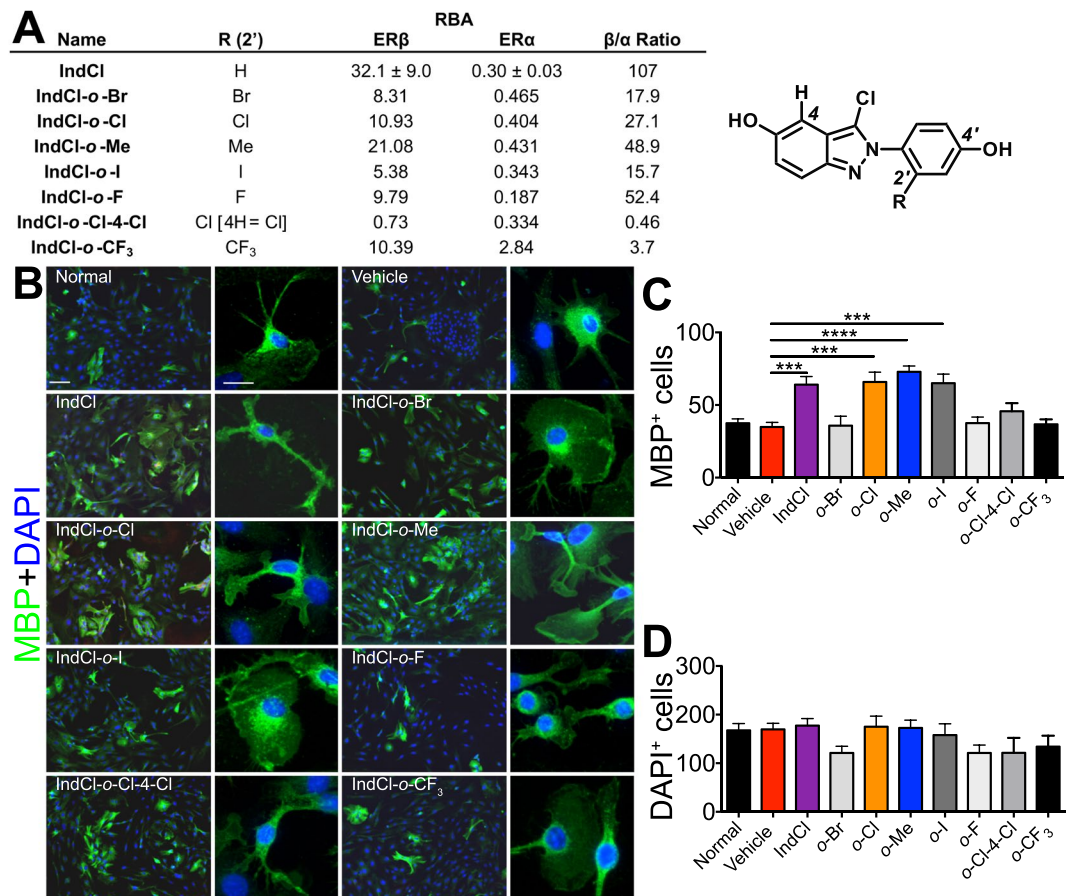 A
RBA
Name R (2') ERβ ERα β/α Ratio
IndCl H 32.1 ± 9.0 0.30 ± 0.03 107
IndCl-o-Br Br 8.31 0.465 17.9
IndCl-o-Cl Cl 10.93 0.404 27.1
IndCl-o-Me Me 21.08 0.431 48.9
IndCl-o-I I 5.38 0.343 15.7
IndCl-o-F F 9.79 0.187 52.4
IndCl-o-Cl-4-Cl Cl [4H = Cl] 0.73 0.334 0.46
IndCl-o-CF3 CF3 10.39 2.84 3.7
H
Cl
4
HO
4'
N
OH
2'
N
R
B
MBP+DAPI
Normal Vehicle
IndCl IndCl-o-Br
IndCl-o-Cl IndCl-o-Me
IndCl-o-I IndCl-o-F
IndCl-o-Cl-4-Cl IndCl-o-CF3
C
MBP+ cells
100
50
0
***
****
***
***
Normal Vehicle IndCl o-Br o-Cl o-Me o-I o-F o-Cl-4-Cl o-CF3
D
DAPI+ cells
300
200
100
0
Normal Vehicle IndCl o-Br o-Cl o-Me o-I o-F o-Cl-4-Cl o-CF3